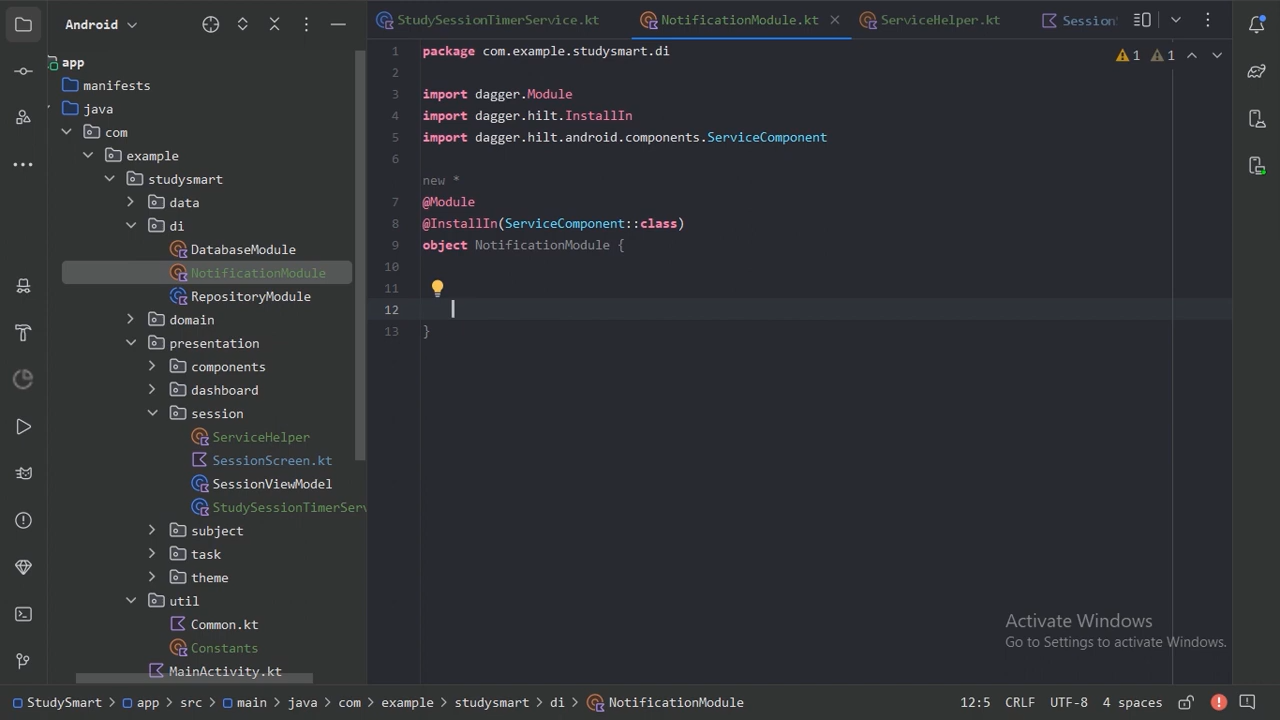 Android
StudySessionTimerService.kt
NotificationModule.kt
ServiceHelper.kt
Session
app
manifests
java
com
example
studysmart
data
di
DatabaseModule
NotificationModule
RepositoryModule
domain
presentation
components
dashboard
session
ServiceHelper
SessionScreen.kt
SessionViewModel
StudySessionTimerServ
subject
task
theme
util
Common.kt
Constants
MainActivity.kt
1 package com.example.studysmart.di
2
3 import dagger.Module
4 import dagger.hilt.InstallIn
5 import dagger.hilt.android.components.ServiceComponent
6
new *
7 @Module
8 @InstallIn(ServiceComponent::class)
9 object NotificationModule {
10
11
12
13 }
1 1
Activate Windows
Go to Settings to activate Windows.
StudySmart > app > src > main > java > com > example > studysmart > di > NotificationModule
12:5 CRLF UTF-8 4 spaces